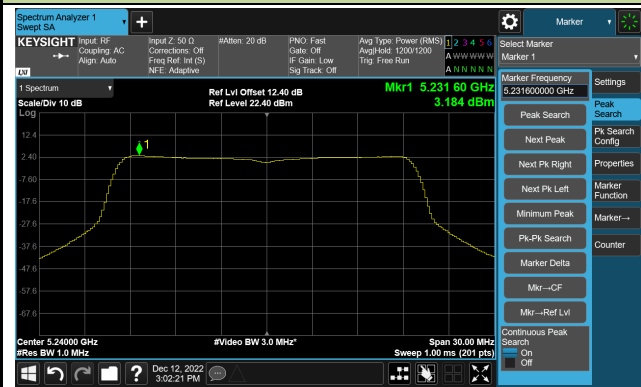 Spectrum Analyzer 1
Swept SA
Marker
KEYSIGHT
Input: RF
Coupling: AC
Align: Auto
Input Z: 50 Ω
Corrections: Off
Freq Ref: Int (S)
NFE: Adaptive
#Atten: 20 dB
PNO: Fast
Gate: Off
IF Gain: Low
Sig Track: Off
Avg Type: Power (RMS)
Avg|Hold: 1200/1200
Trig: Free Run
1 2 3 4 5 6
A W W W W W
A N N N N N
LXI
Select Marker
Marker 1
1 Spectrum
Scale/Div 10 dB
Log
Ref Lvl Offset 12.40 dB
Ref Level 22.40 dBm
Mkr1 5.231 60 GHz
3.184 dBm
1
12.4
2.40
-7.60
-17.6
-27.6
-37.6
-47.6
-57.6
-67.6
Center 5.24000 GHz
#Res BW 1.0 MHz
#Video BW 3.0 MHz*
Span 30.00 MHz
Sweep 1.00 ms (201 pts)
Marker Frequency
5.231600000 GHz
Peak Search
Next Peak
Next Pk Right
Next Pk Left
Minimum Peak
Pk-Pk Search
Marker Delta
Mkr→CF
Mkr→Ref Lvl
Continuous Peak
Search
On
Off
Settings
Peak
Search
Pk Search
Config
Properties
Marker
Function
Marker→
Counter
?
Dec 12, 2022
3:02:21 PM